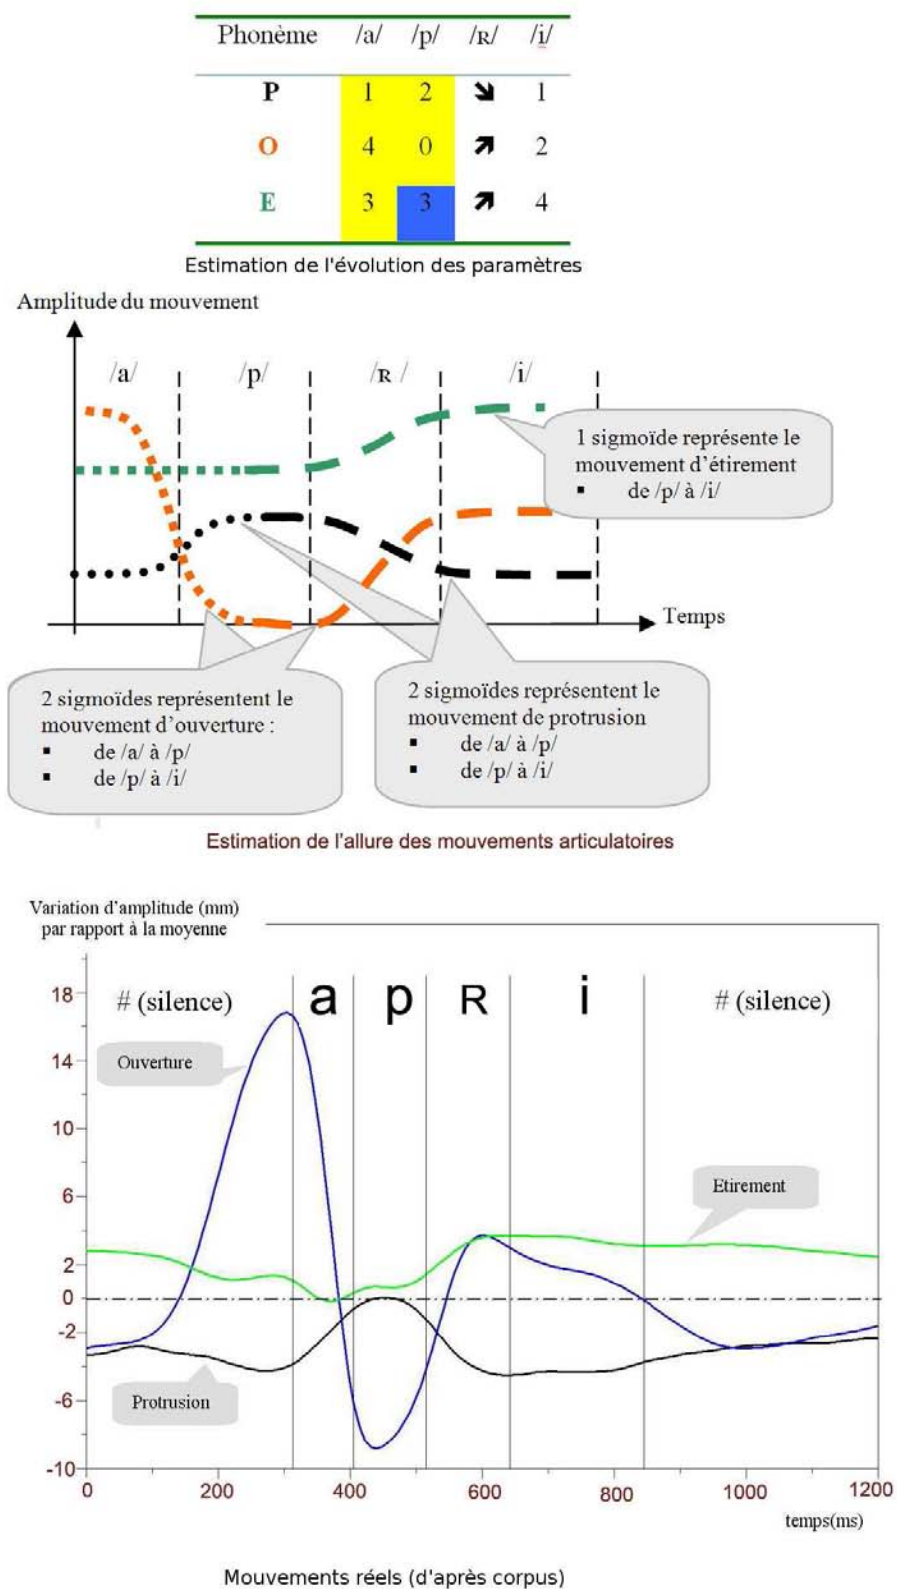 Phonème /a/ /p/ /ʀ/ /i/
P 1 2 ➘ 1
O 4 0 ➚ 2
E 3 3 ➚ 4
Estimation de l'évolution des paramètres
Amplitude du mouvement
/a/ /p/ /ʀ / /i/
1 sigmoïde représente le
mouvement d'étirement
▪ de /p/ à /i/
Temps
2 sigmoïdes représentent le
mouvement d'ouverture :
▪ de /a/ à /p/
▪ de /p/ à /i/
2 sigmoïdes représentent le
mouvement de protrusion
▪ de /a/ à /p/
▪ de /p/ à /i/
Estimation de l'allure des mouvements articulatoires
Variation d'amplitude (mm)
par rapport à la moyenne
# (silence) a p R i # (silence)
18
14
10
6
2
0
-2
-6
-10
Ouverture
Etirement
Protrusion
0 200 400 600 800 1000 1200
temps(ms)
Mouvements réels (d'après corpus)